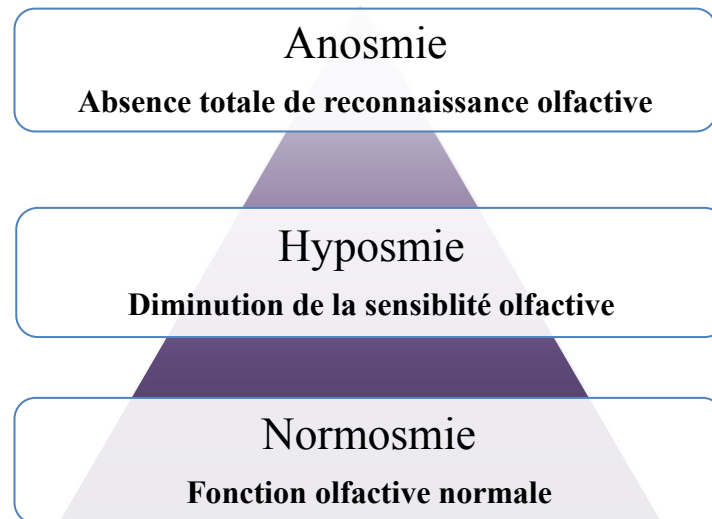 Anosmie
Absence totale de reconnaissance olfactive
Hyposmie
Diminution de la sensiblité olfactive
Normosmie
Fonction olfactive normale